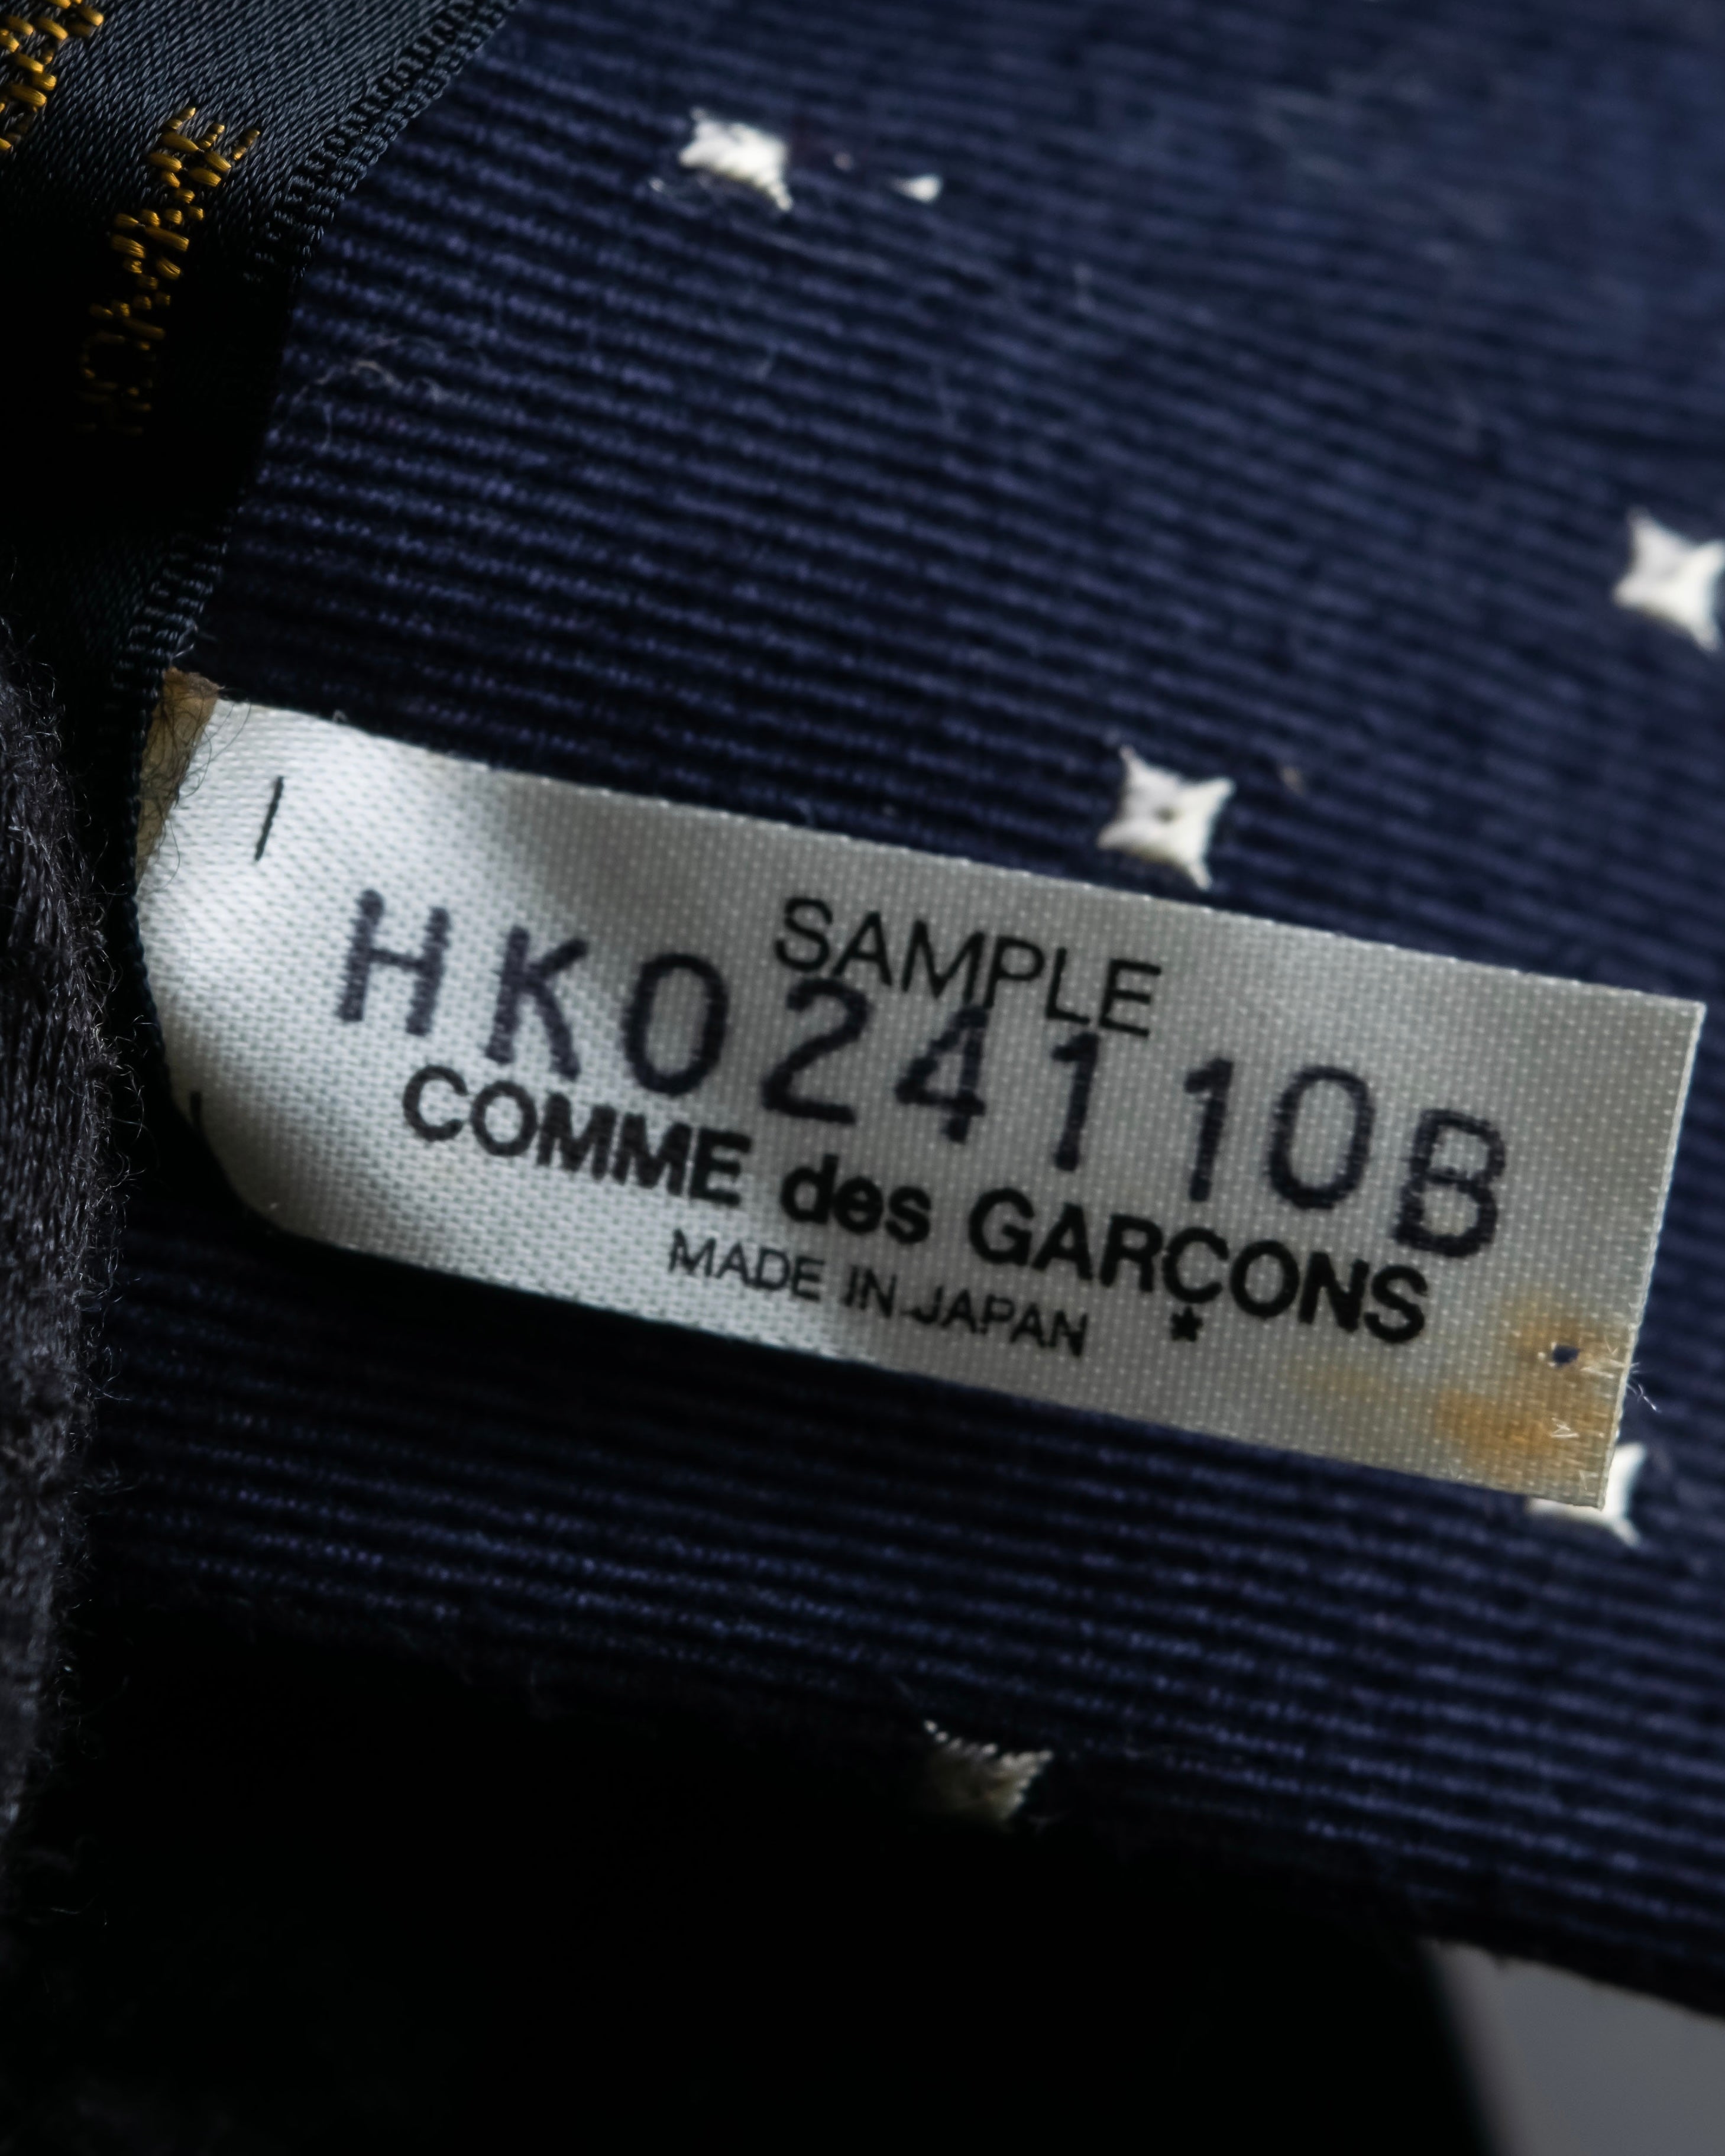 SAMPLE
HK024110B
COMME des GARÇONS
MADE IN JAPAN ★